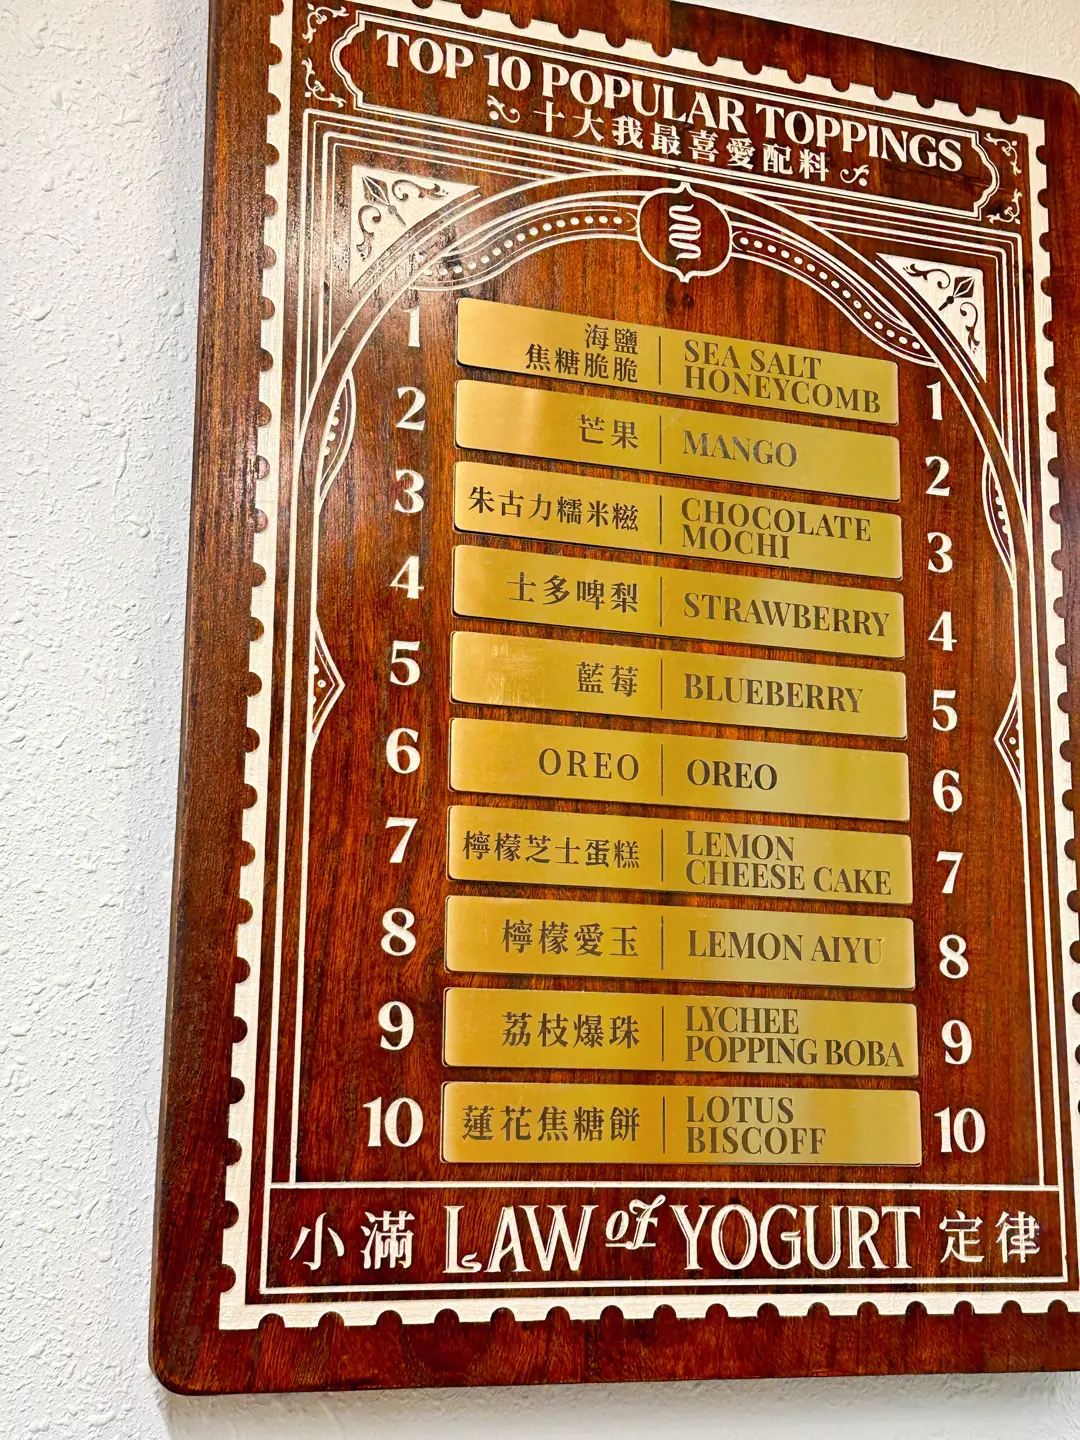 TOP 10 POPULAR TOPPINGS
十大我最喜愛配料
1 海鹽 SEA SALT 1
焦糖脆脆 HONEYCOMB
2 芒果 MANGO 2
3 朱古力糯米糍 CHOCOLATE 3
MOCHI
4 士多啤梨 STRAWBERRY 4
5 藍莓 BLUEBERRY 5
6 OREO OREO 6
7 檸檬芝士蛋糕 LEMON 7
CHEESE CAKE
8 檸檬愛玉 LEMON AIYU 8
9 荔枝爆珠 LYCHEE 9
POPPING BOBA
10 蓮花焦糖餅 LOTUS 10
BISCOFF
小滿 LAW of YOGURT 定律